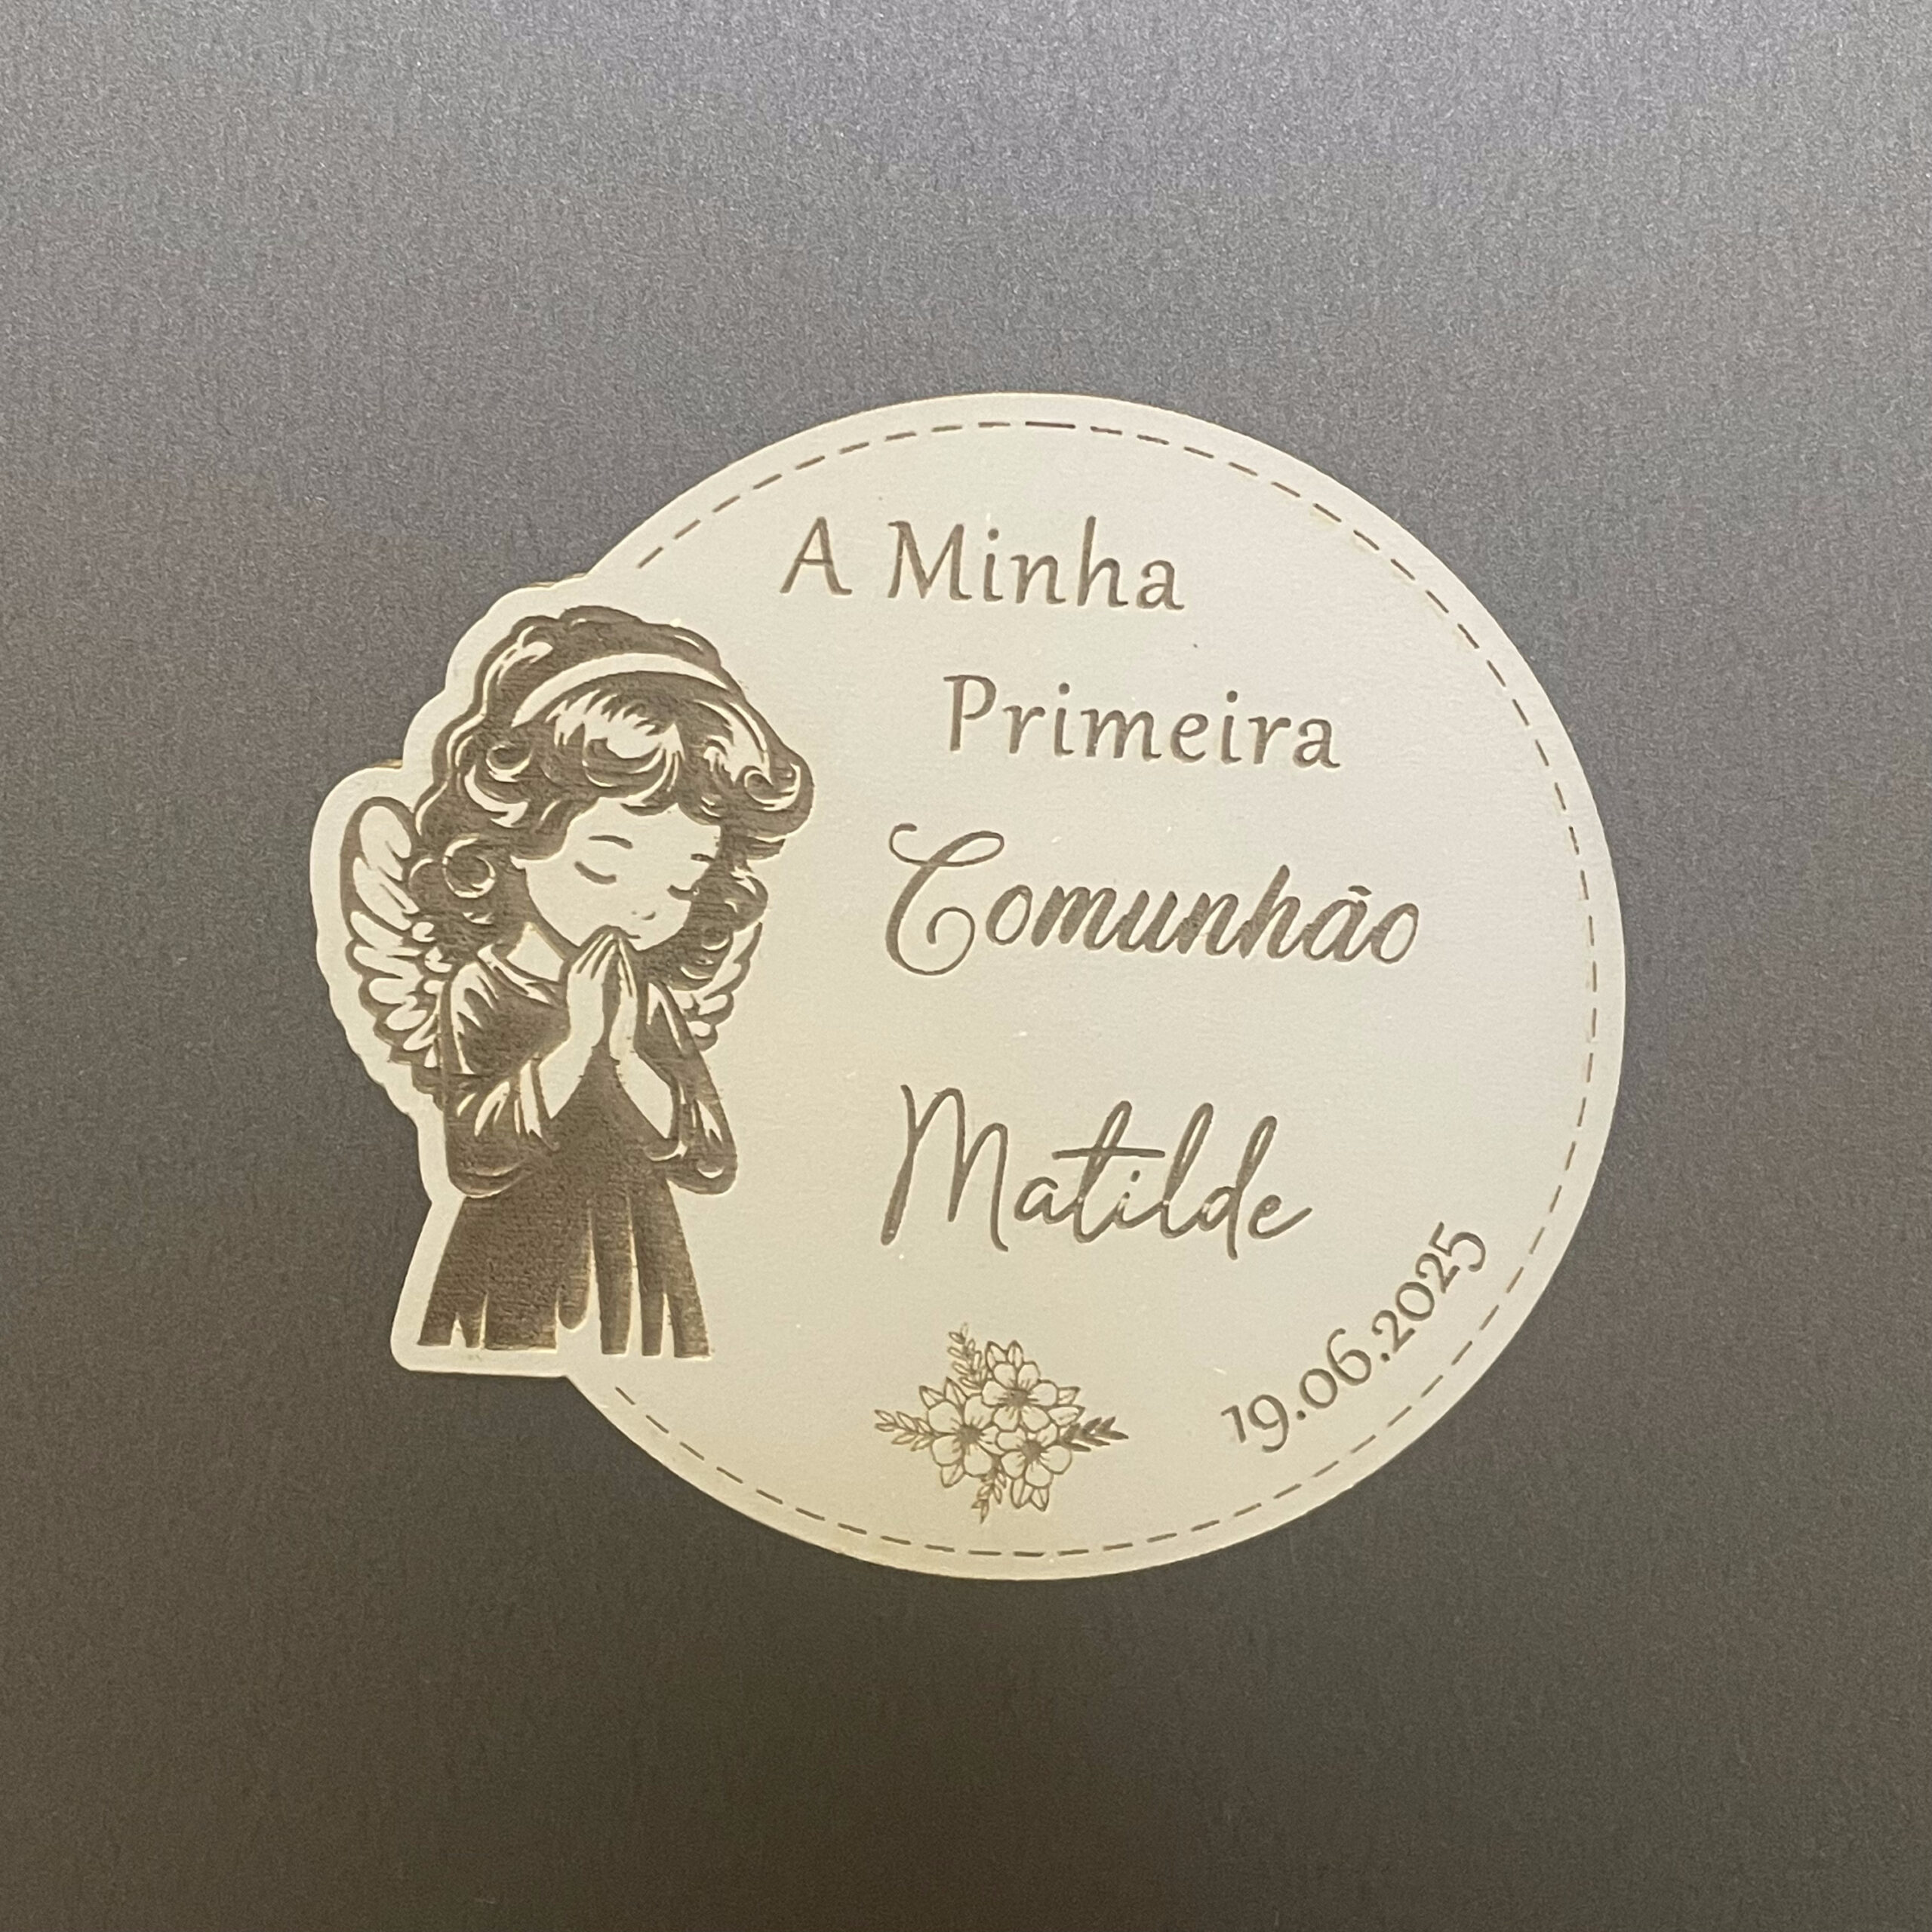 A Minha
Primeira
Comunhão
Matilde
19.06.2025